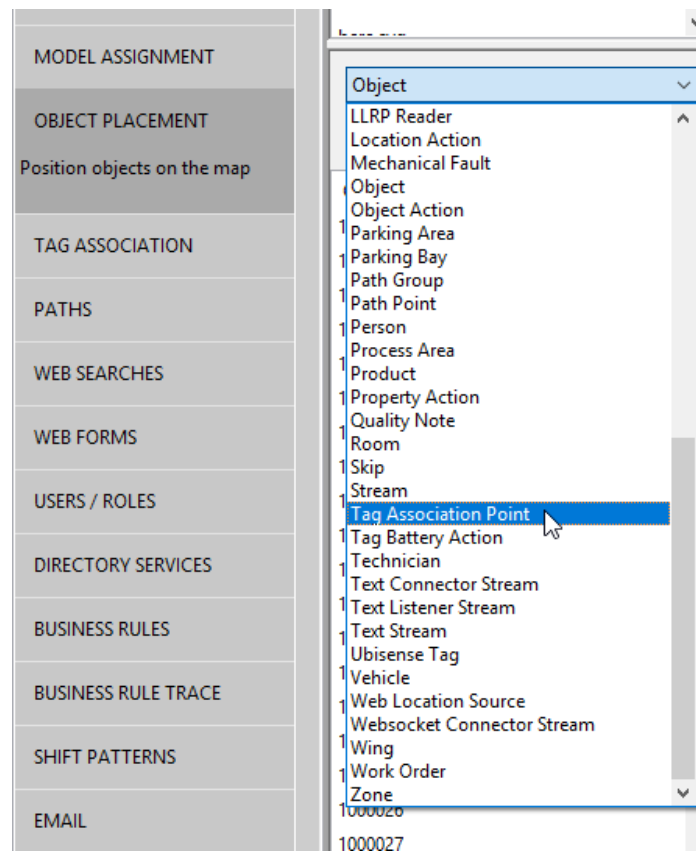 MODEL ASSIGNMENT
OBJECT PLACEMENT
Position objects on the map
TAG ASSOCIATION
PATHS
WEB SEARCHES
WEB FORMS
USERS / ROLES
DIRECTORY SERVICES
BUSINESS RULES
BUSINESS RULE TRACE
SHIFT PATTERNS
EMAIL
Object
LLRP Reader
Location Action
Mechanical Fault
Object
Object Action
Parking Area
Parking Bay
Path Group
Path Point
Person
Process Area
Product
Property Action
Quality Note
Room
Skip
Stream
Tag Association Point
Tag Battery Action
Technician
Text Connector Stream
Text Listener Stream
Text Stream
Ubisense Tag
Vehicle
Web Location Source
Websocket Connector Stream
Wing
Work Order
Zone
1000026
1000027